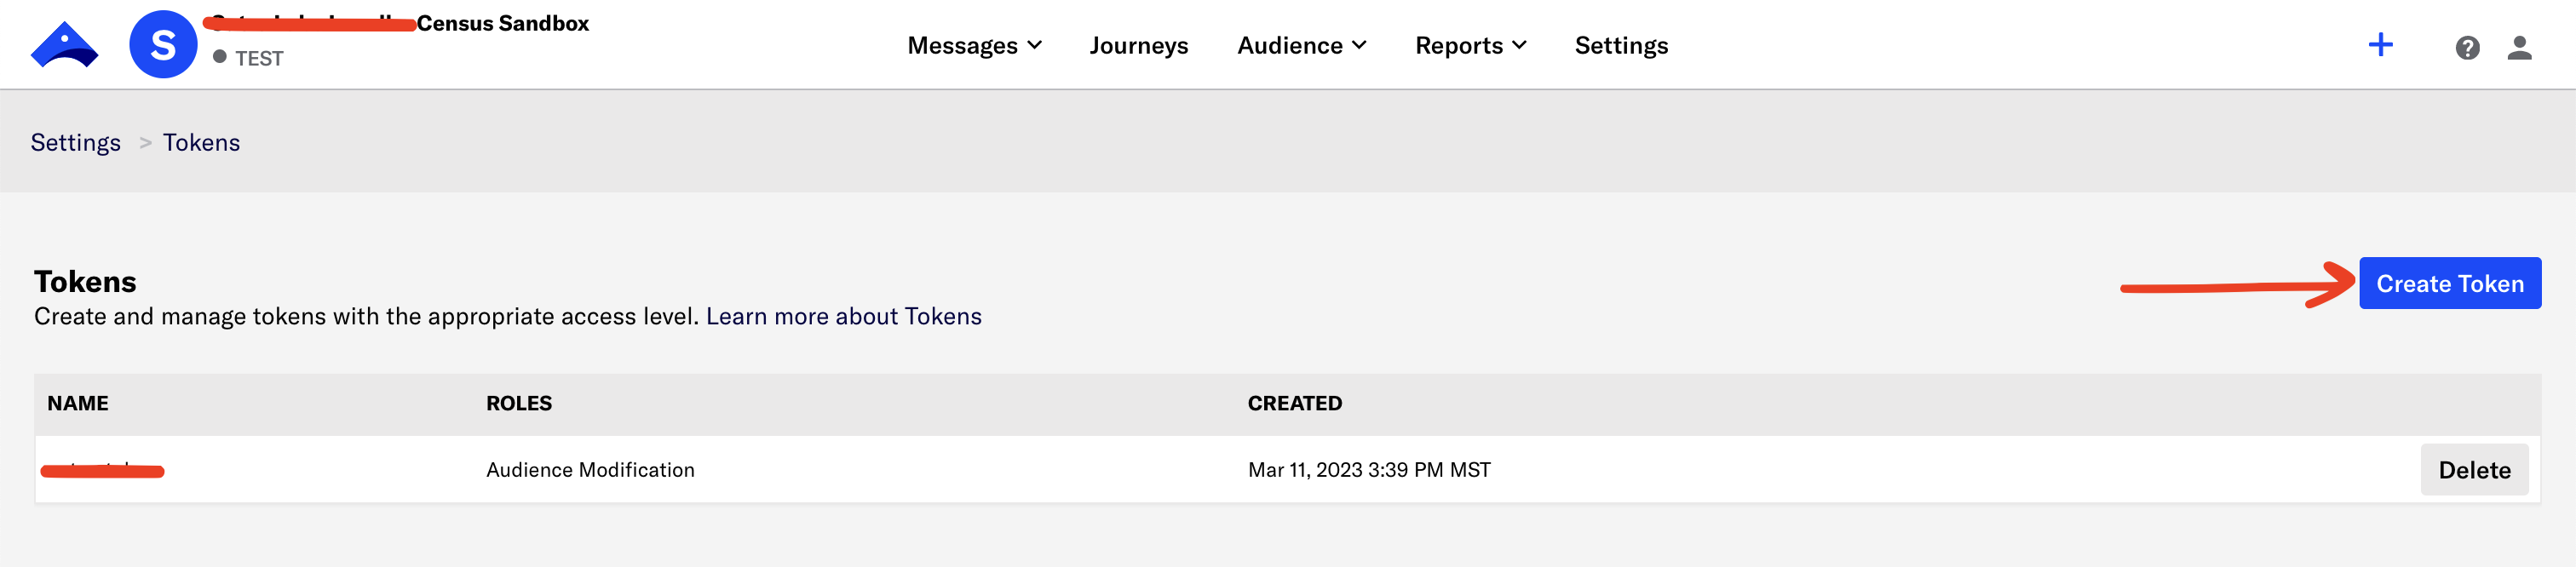 Census Sandbox
S
TEST
Messages
Journeys
Audience
Reports
Settings
Settings > Tokens
Tokens
Create Token
Create and manage tokens with the appropriate access level. Learn more about Tokens
NAME ROLES CREATED
Audience Modification Mar 11, 2023 3:39 PM MST Delete